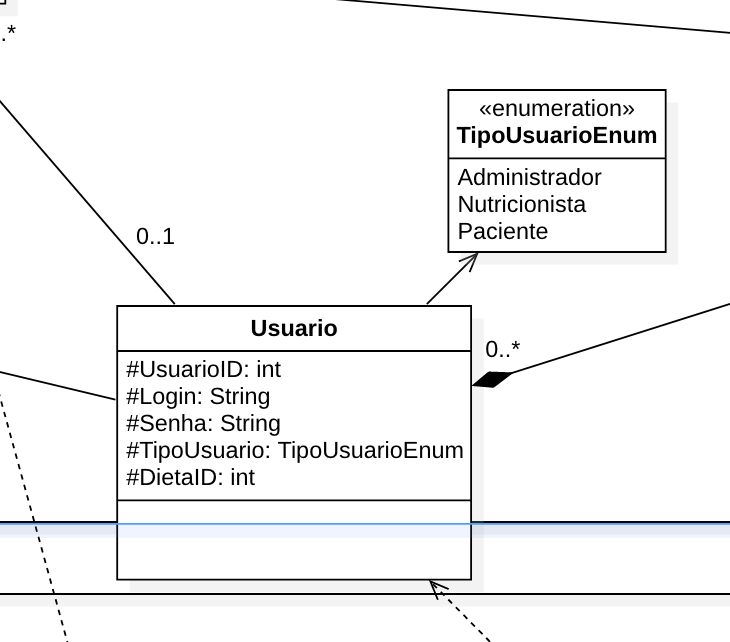 .*
«enumeration»
TipoUsuarioEnum
Administrador
Nutricionista
Paciente
0..1
Usuario
0..*
#UsuarioID: int
#Login: String
#Senha: String
#TipoUsuario: TipoUsuarioEnum
#DietaID: int